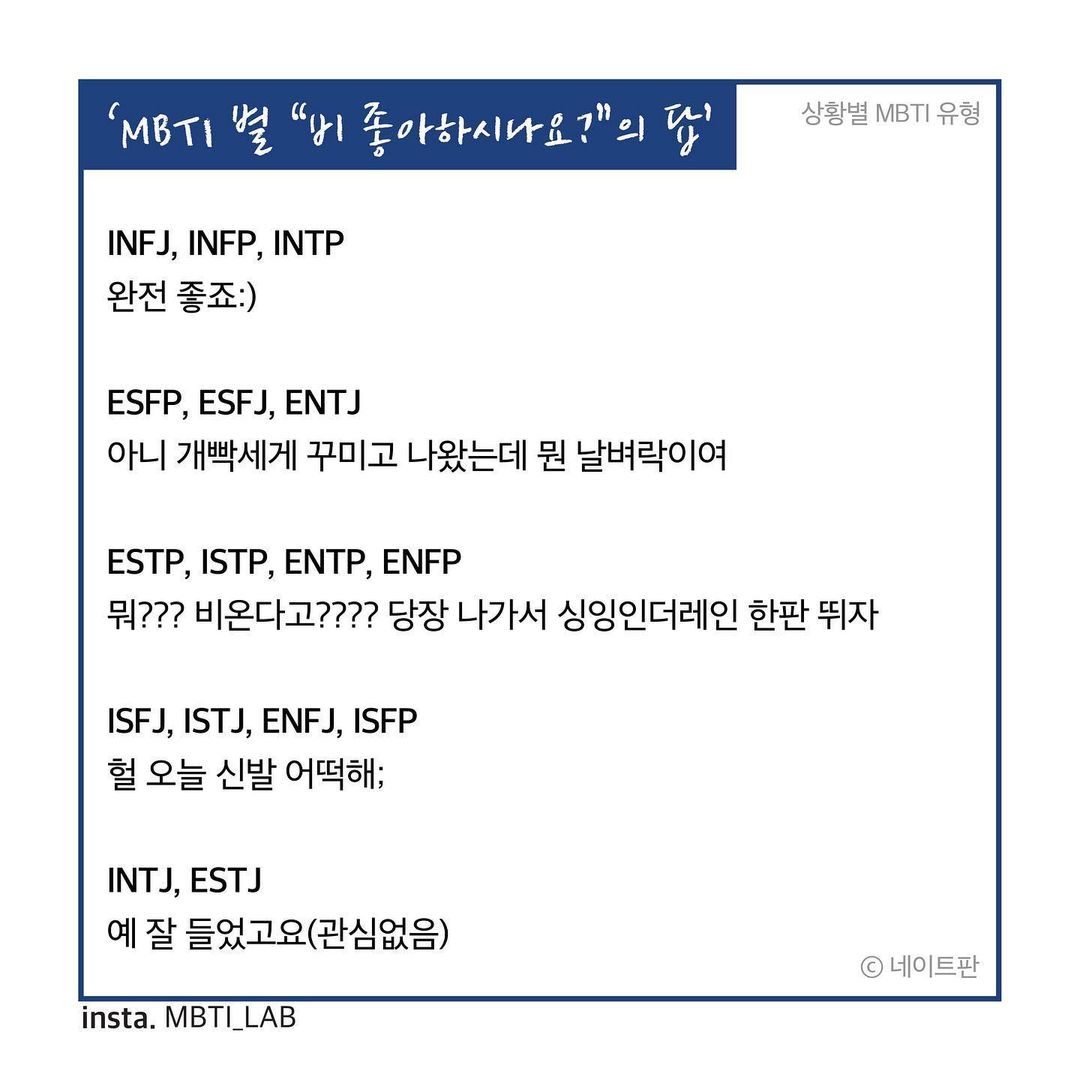 ‘MBTI 별 “비 좋아하시나요?”의 답’
상황별 MBTI 유형
INFJ, INFP, INTP
완전 좋죠:)
ESFP, ESFJ, ENTJ
아니 개빡세게 꾸미고 나왔는데 뭔 날벼락이여
ESTP, ISTP, ENTP, ENFP
뭐??? 비온다고???? 당장 나가서 싱잉인더레인 한판 뛰자
ISFJ, ISTJ, ENFJ, ISFP
헐 오늘 신발 어떡해;
INTJ, ESTJ
예 잘 들었고요(관심없음)
ⓒ 네이트판
insta. MBTI_LAB